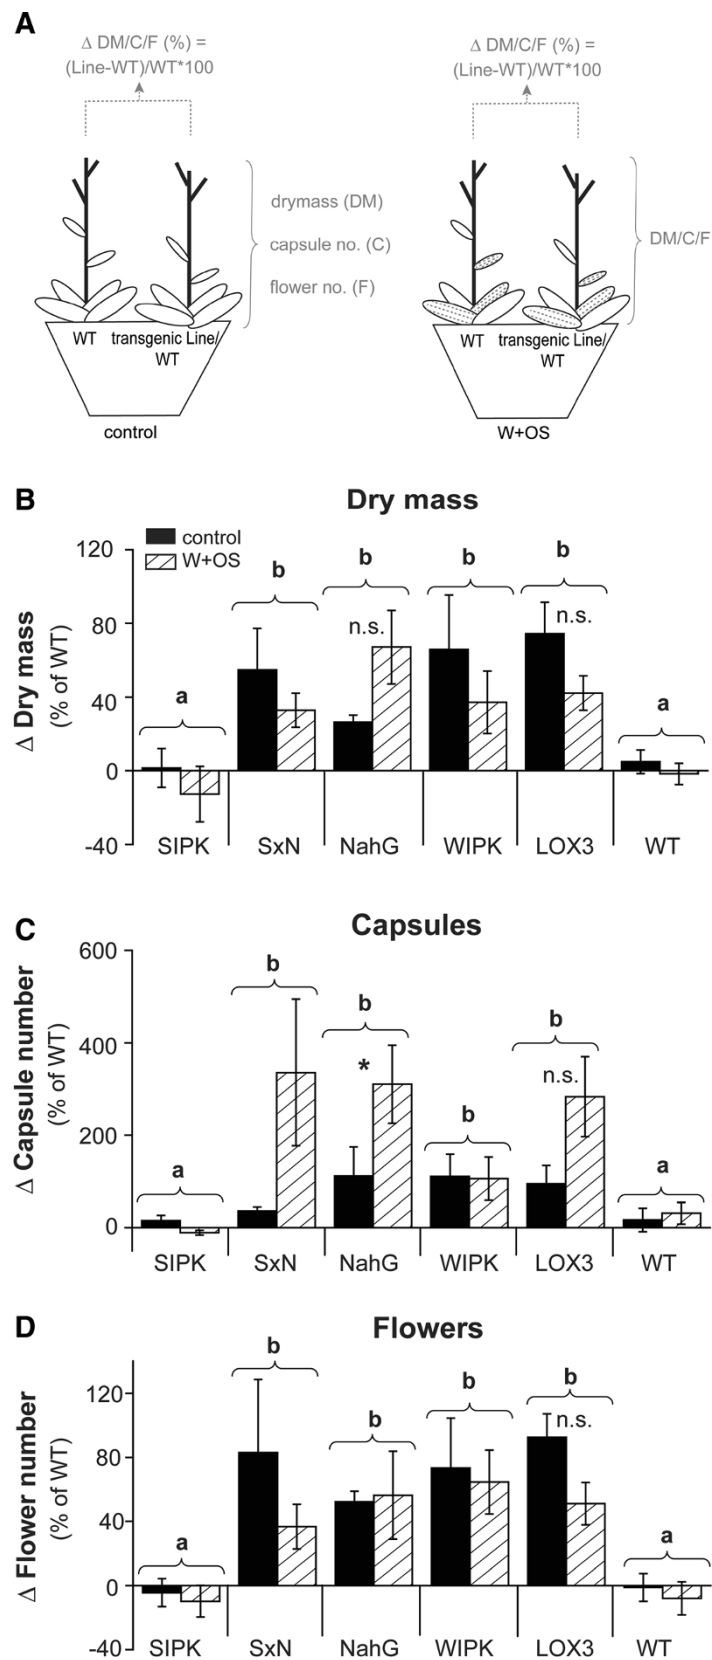 A
Δ DM/C/F (%) =
(Line-WT)/WT*100
Δ DM/C/F (%) =
(Line-WT)/WT*100
drymass (DM)
capsule no. (C)
flower no. (F)
DM/C/F
WT
transgenic Line/
WT
WT
transgenic Line/
WT
control
W+OS
B
Dry mass
control
W+OS
Δ Dry mass
(% of WT)
120
80
40
0
-40
a
b
b
n.s.
b
b
n.s.
a
SIPK
SxN
NahG
WIPK
LOX3
WT
C
Capsules
Δ Capsule number
(% of WT)
600
400
200
0
a
b
b
*
b
b
n.s.
a
SIPK
SxN
NahG
WIPK
LOX3
WT
D
Flowers
Δ Flower number
(% of WT)
120
80
40
0
-40
a
b
b
b
b
n.s.
a
SIPK
SxN
NahG
WIPK
LOX3
WT